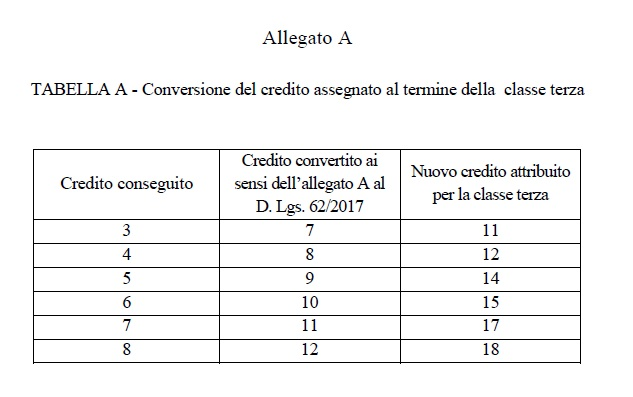 Allegato A
TABELLA A - Conversione del credito assegnato al termine della classe terza
Credito conseguito
Credito convertito ai
sensi dell'allegato A al
D. Lgs. 62/2017
Nuovo credito attribuito
per la classe terza
3 7 11
4 8 12
5 9 14
6 10 15
7 11 17
8 12 18